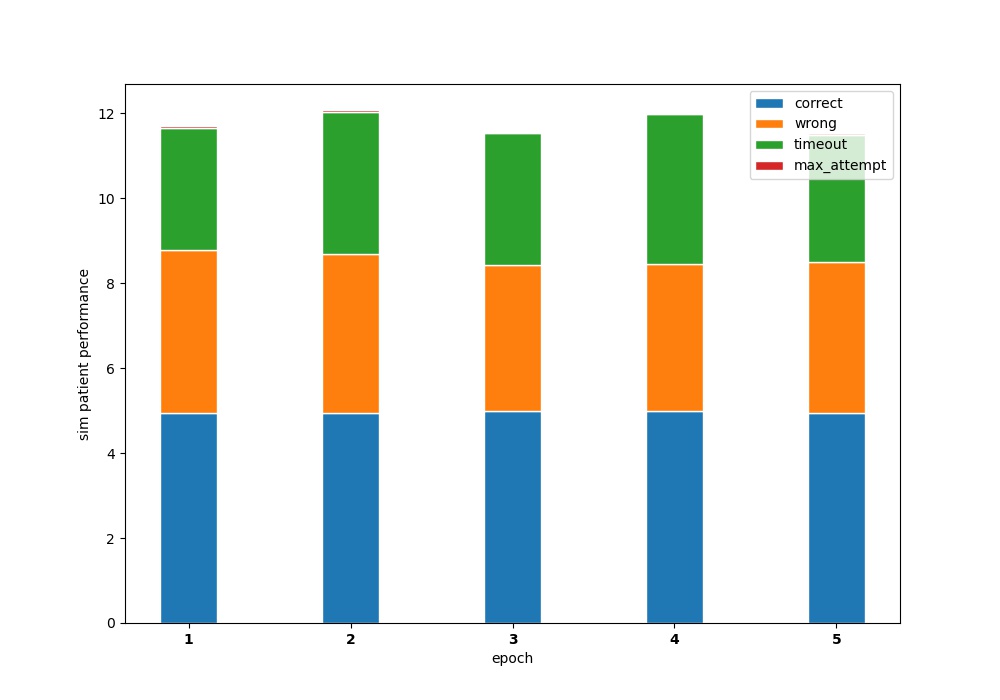 12
10
8
6
4
2
0
sim patient performance
correct
wrong
timeout
max_attempt
1 2 3 4 5
epoch